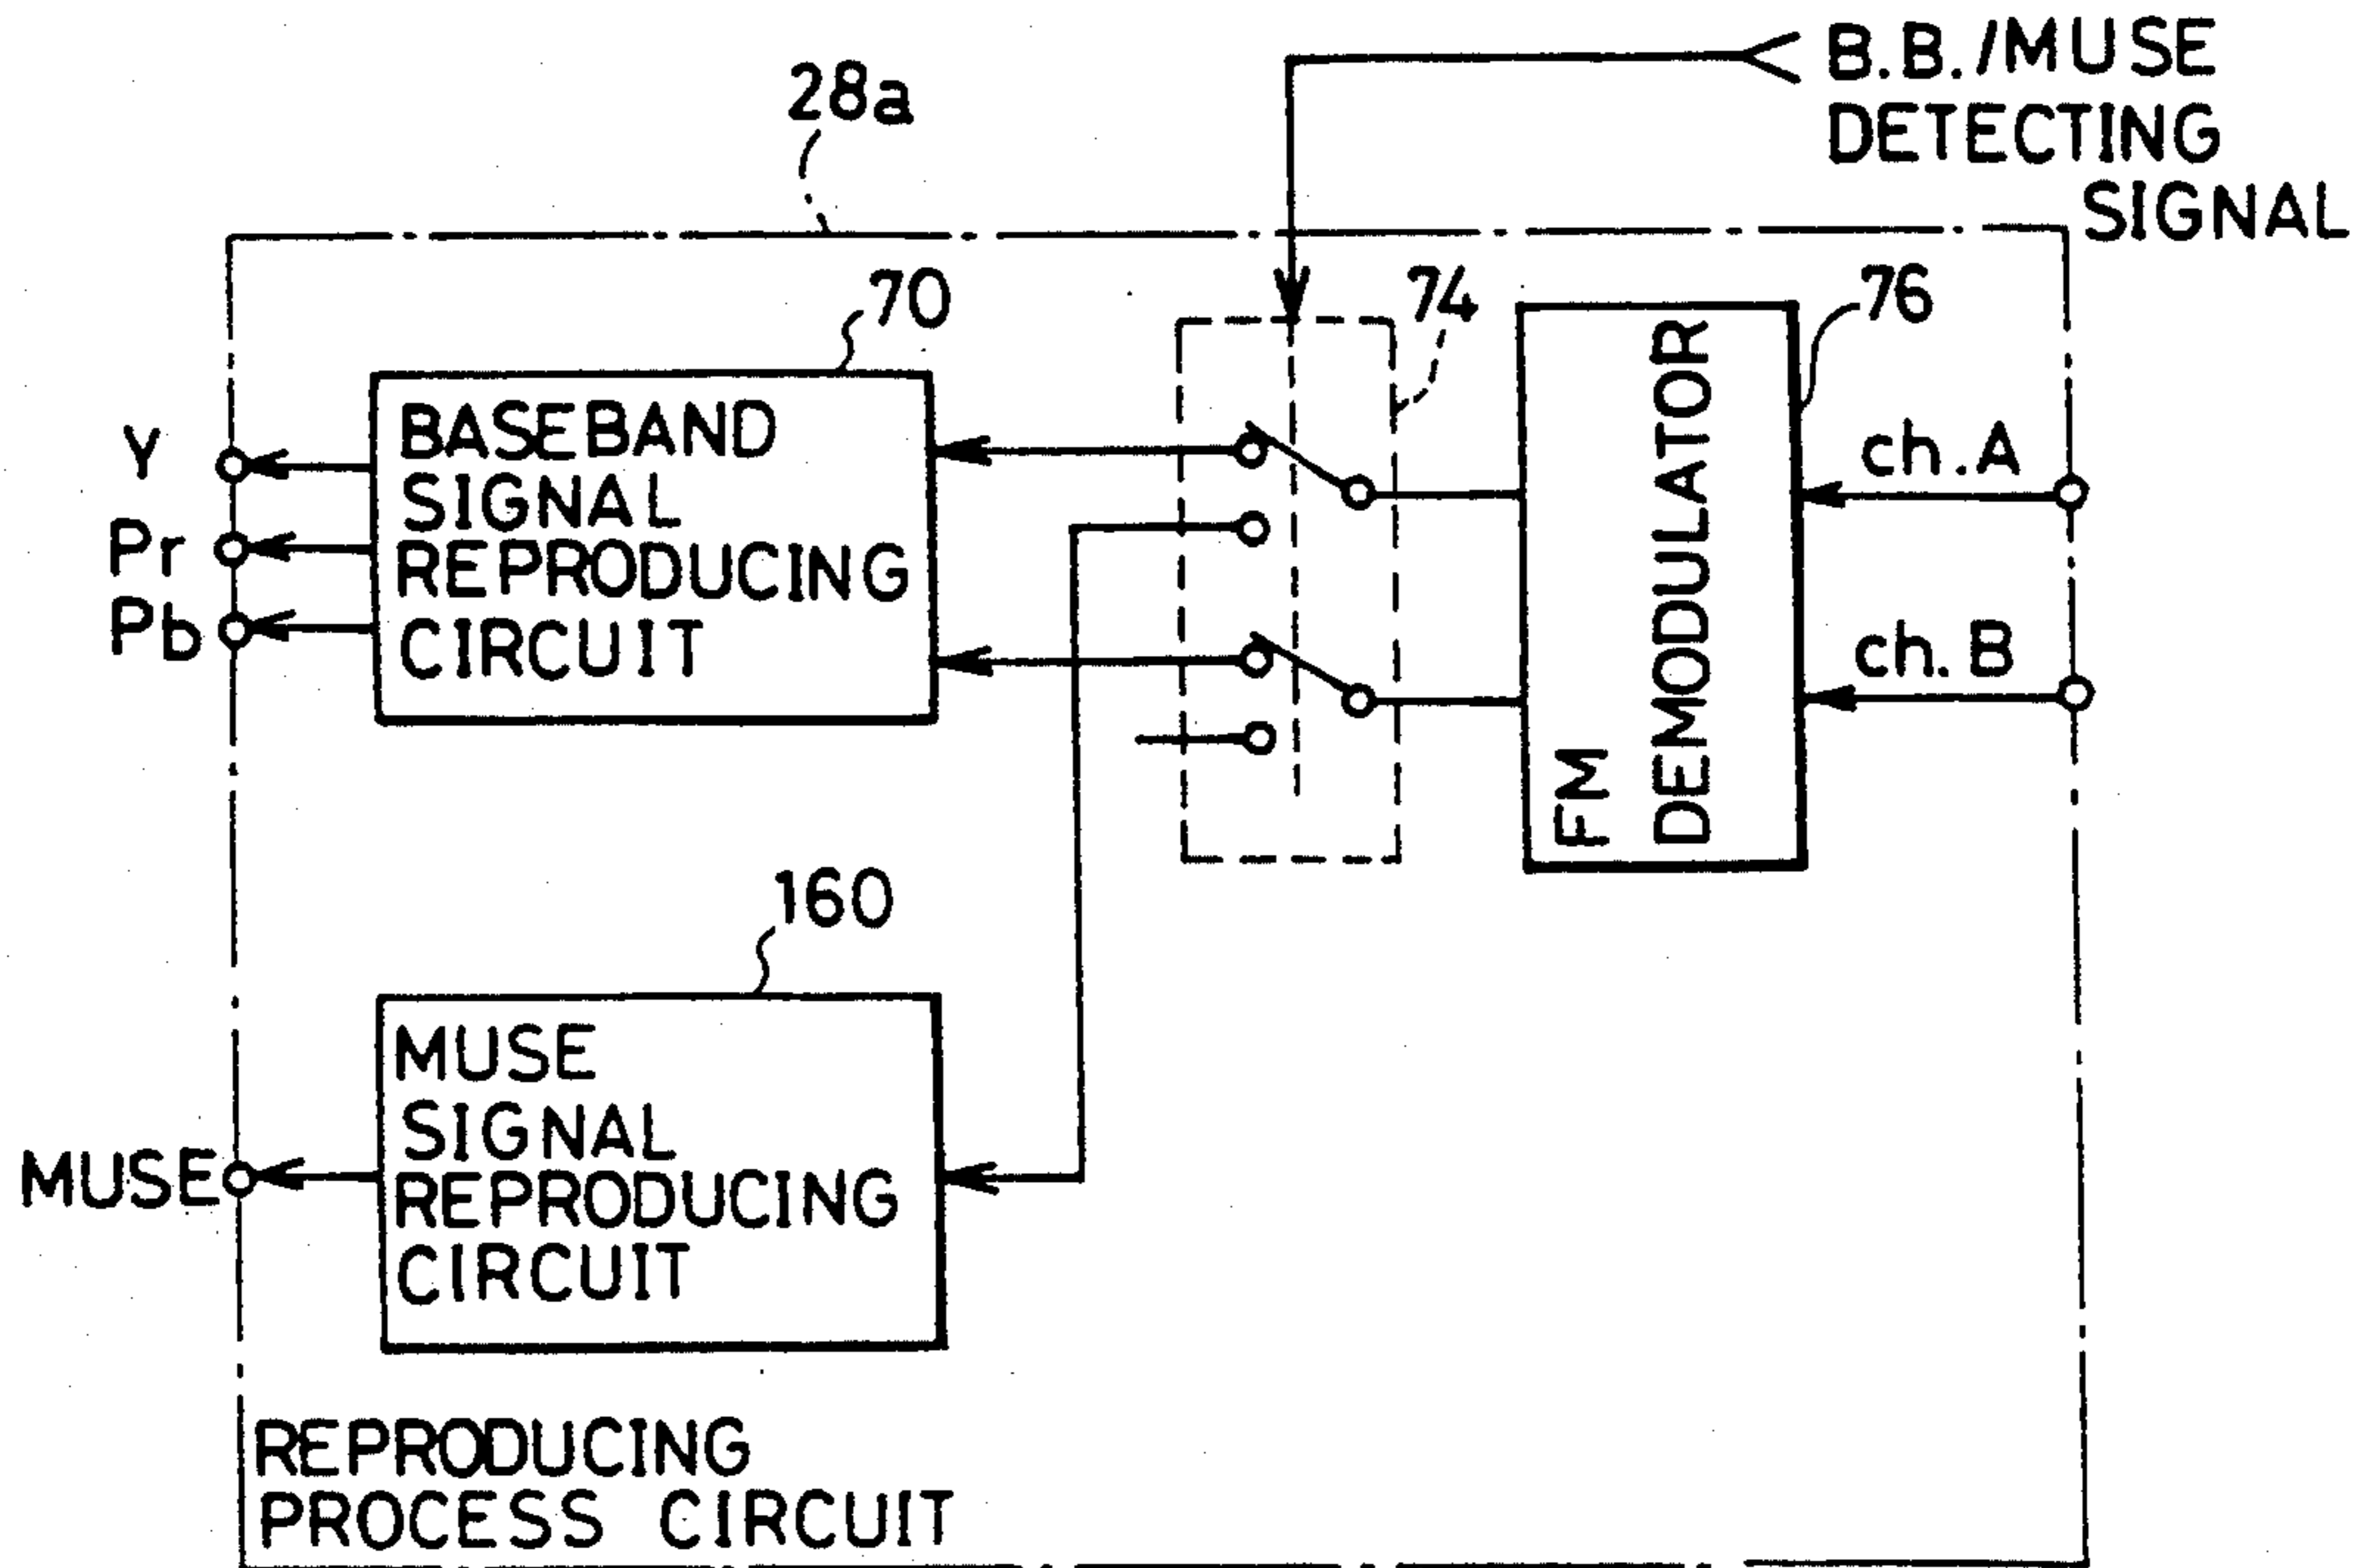 B.B./MUSE
DETECTING
SIGNAL
28a
70
74
76
BASEBAND
SIGNAL
REPRODUCING
CIRCUIT
Y
Pr
Pb
FM
DEMODULATOR
ch.A
ch.B
160
MUSE
SIGNAL
REPRODUCING
CIRCUIT
MUSE
REPRODUCING
PROCESS CIRCUIT